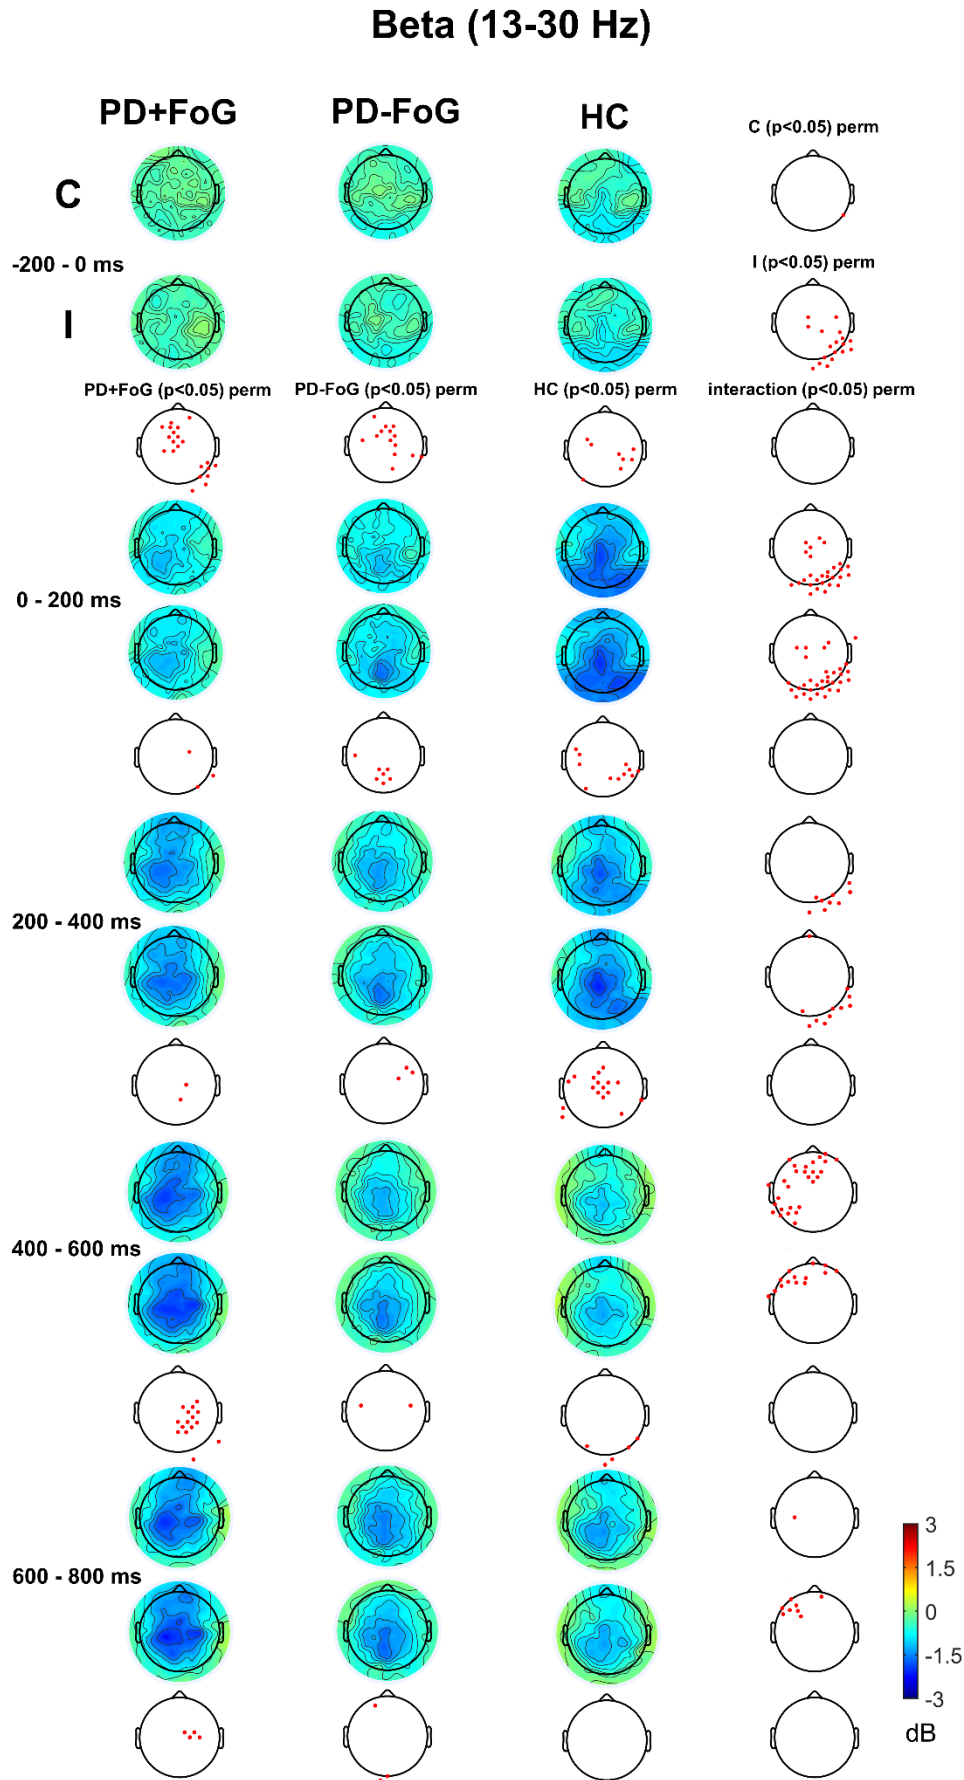 Beta (13-30 Hz)
PD+FoG
PD-FoG
HC
C (p<0.05) perm
C
-200 - 0 ms
I (p<0.05) perm
I
PD+FoG (p<0.05) perm
PD-FoG (p<0.05) perm
HC (p<0.05) perm
interaction (p<0.05) perm
0 - 200 ms
200 - 400 ms
400 - 600 ms
600 - 800 ms
3
1.5
0
-1.5
-3
dB